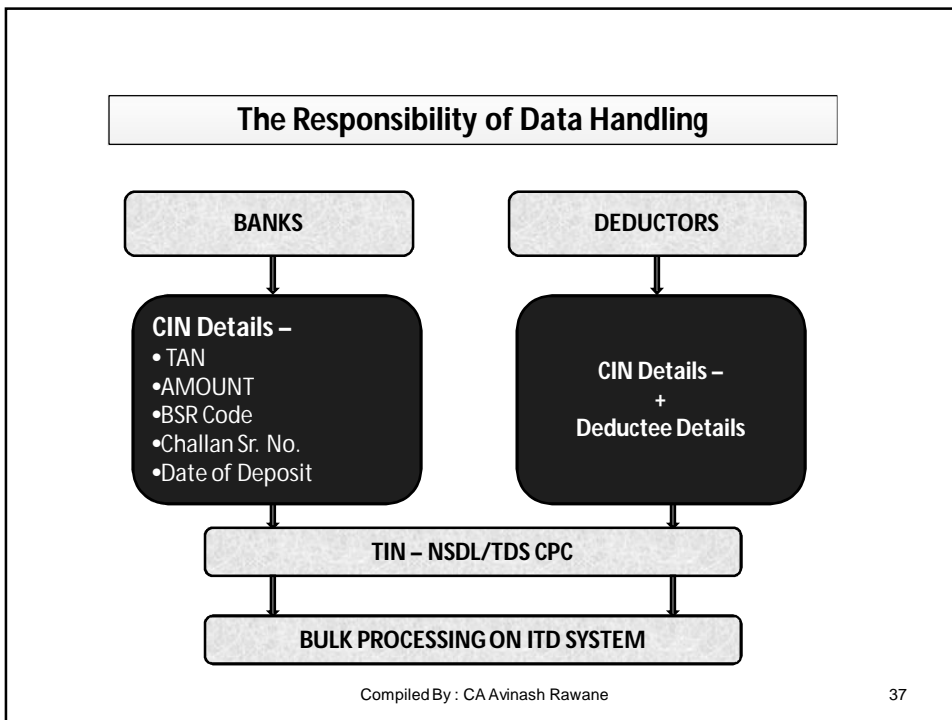 The Responsibility of Data Handling
BANKS
DEDUCTORS
CIN Details –
• TAN
•AMOUNT
•BSR Code
•Challan Sr. No.
•Date of Deposit
CIN Details –
+
Deductee Details
TIN – NSDL/TDS CPC
BULK PROCESSING ON ITD SYSTEM
Compiled By : CA Avinash Rawane
37